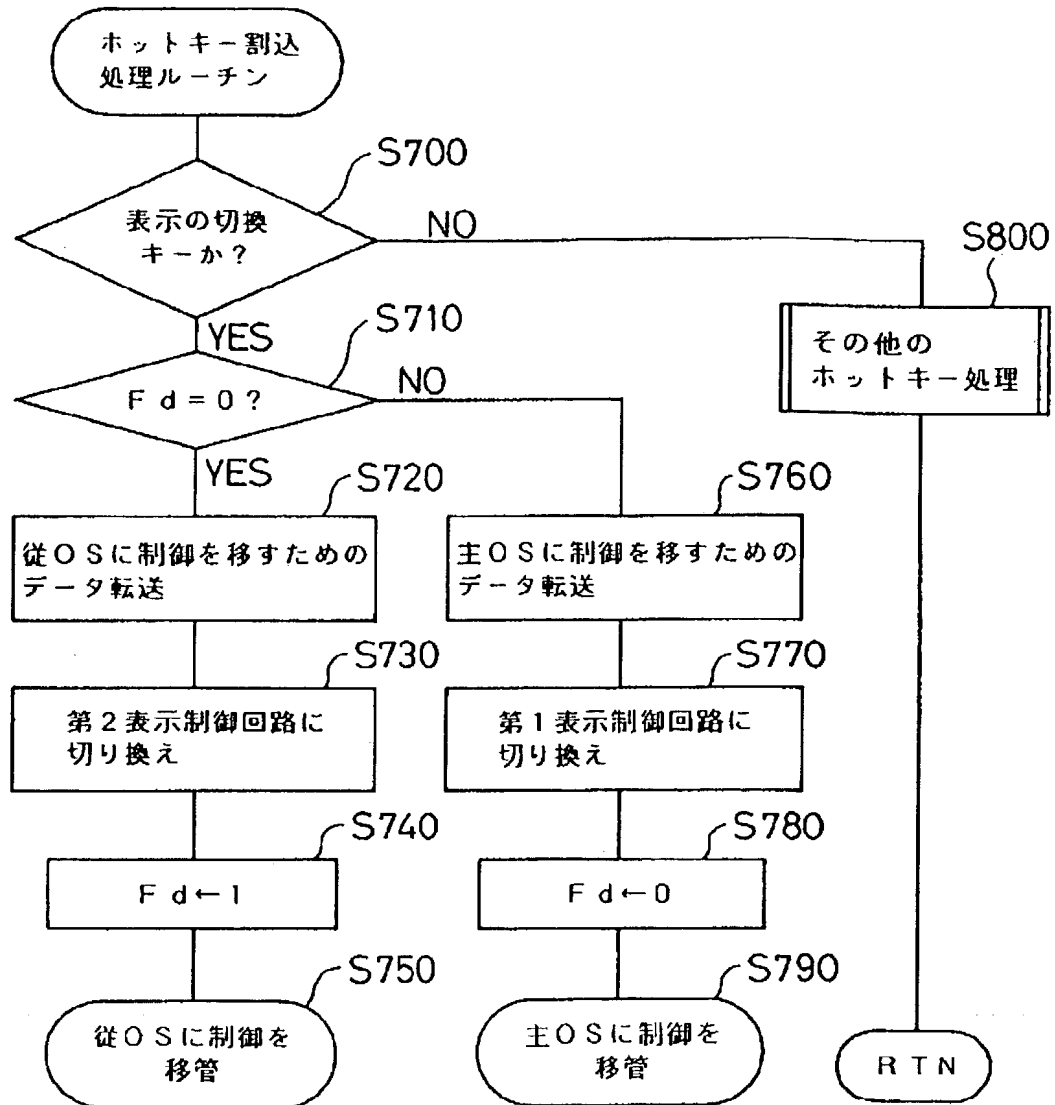 ホットキー割込
処理ルーチン
S700
表示の切換
キーか？
NO
S800
その他の
ホットキー処理
YES
S710
Fd=0?
NO
YES
S720
従OSに制御を移すための
データ転送
S760
主OSに制御を移すための
データ転送
S730
第2表示制御回路に
切り換え
S770
第1表示制御回路に
切り換え
S740
Fd←1
S780
Fd←0
S750
従OSに制御を
移管
S790
主OSに制御を
移管
RTN